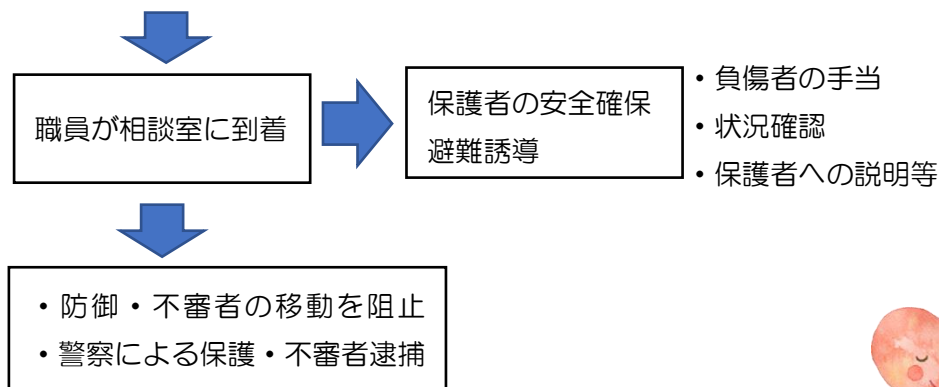 職員が相談室に到着
保護者の安全確保
避難誘導
・負傷者の手当
・状況確認
・保護者への説明等
・防御・不審者の移動を阻止
・警察による保護・不審者逮捕